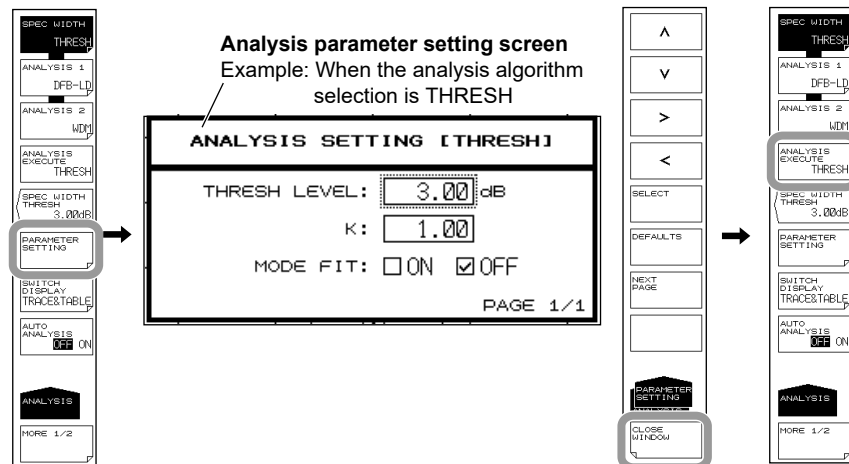 SPEC WIDTH
THRESH
ANALYSIS 1
DFB-LD
ANALYSIS 2
WDM
ANALYSIS
EXECUTE
THRESH
SPEC WIDTH
THRESH
3.00dB
PARAMETER
SETTING
SWITCH
DISPLAY
TRACE&TABLE
AUTO
ANALYSIS
OFF ON
ANALYSIS
MORE 1/2
Analysis parameter setting screen
Example: When the analysis algorithm
selection is THRESH
ANALYSIS SETTING [THRESH]
THRESH LEVEL: 3.00 dB
K: 1.00
MODE FIT: ☐ON ☑OFF
PAGE 1/1
SELECT
DEFAULTS
NEXT
PAGE
PARAMETER
SETTING
CLOSE
WINDOW
SPEC WIDTH
THRESH
ANALYSIS 1
DFB-LD
ANALYSIS 2
WDM
ANALYSIS
EXECUTE
THRESH
SPEC WIDTH
THRESH
3.00dB
PARAMETER
SETTING
SWITCH
DISPLAY
TRACE&TABLE
AUTO
ANALYSIS
OFF ON
ANALYSIS
MORE 1/2